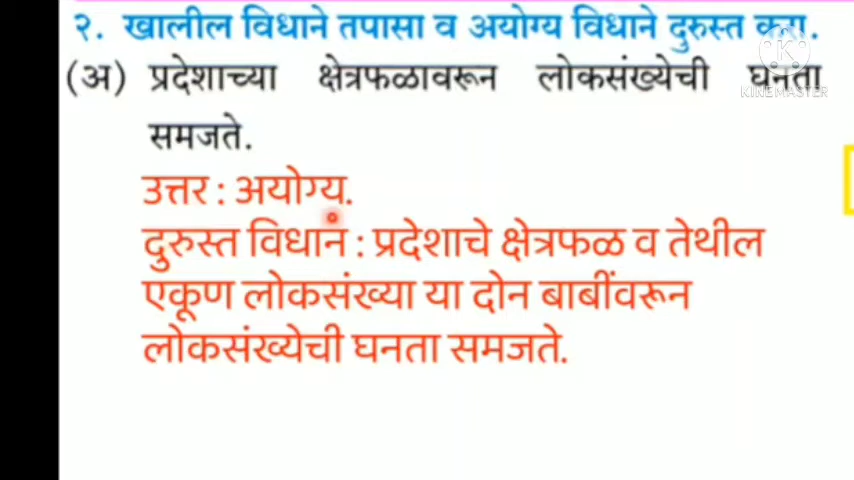 २. खालील विधाने तपासा व अयोग्य विधाने दुरुस्त करा.
(अ) प्रदेशाच्या क्षेत्रफळावरून लोकसंख्येची घनता
K
KINEMASTER
समजते.
उत्तर : अयोग्य.
दुरुस्त विधान : प्रदेशाचे क्षेत्रफळ व तेथील
एकूण लोकसंख्या या दोन बाबींवरून
लोकसंख्येची घनता समजते.